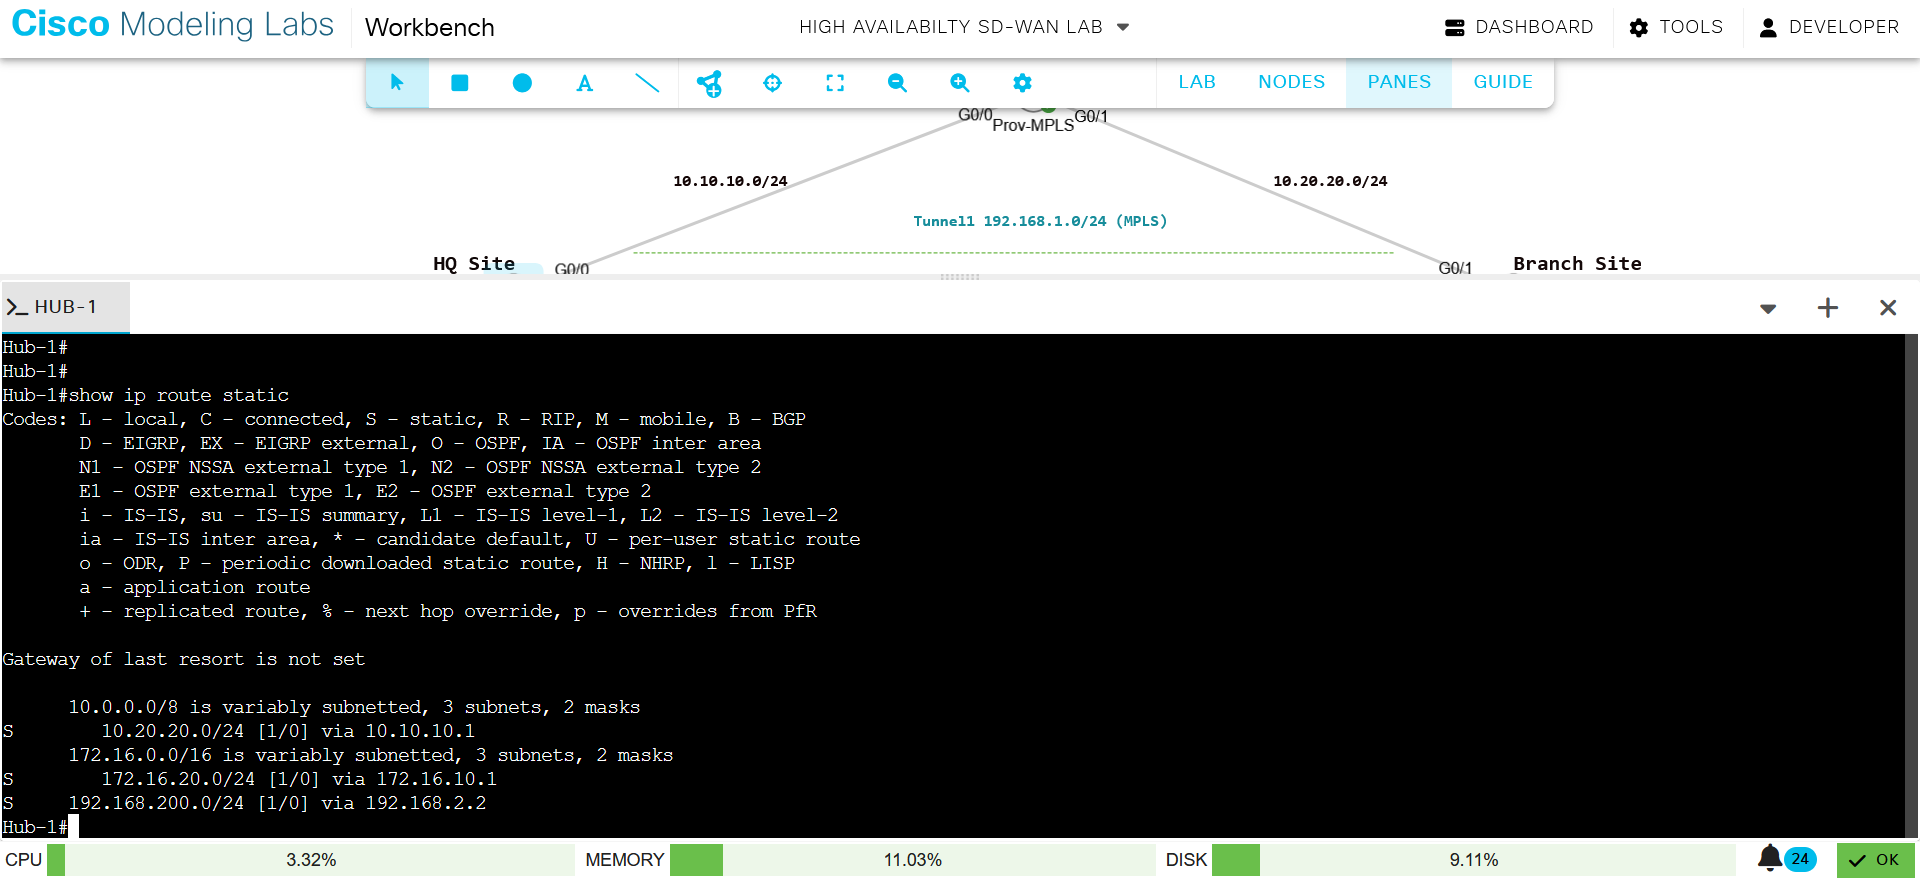 Cisco Modeling Labs Workbench HIGH AVAILABILTY SD-WAN LAB DASHBOARD TOOLS DEVELOPER
LAB NODES PANES GUIDE
G0/0 Prov-MPLS G0/1
10.10.10.0/24 10.20.20.0/24
Tunnel1 192.168.1.0/24 (MPLS)
HQ Site G0/0 G0/1 Branch Site
HUB-1
Hub-1#
Hub-1#
Hub-1#show ip route static
Codes: L - local, C - connected, S - static, R - RIP, M - mobile, B - BGP
D - EIGRP, EX - EIGRP external, O - OSPF, IA - OSPF inter area
N1 - OSPF NSSA external type 1, N2 - OSPF NSSA external type 2
E1 - OSPF external type 1, E2 - OSPF external type 2
i - IS-IS, su - IS-IS summary, L1 - IS-IS level-1, L2 - IS-IS level-2
ia - IS-IS inter area, * - candidate default, U - per-user static route
o - ODR, P - periodic downloaded static route, H - NHRP, l - LISP
a - application route
+ - replicated route, % - next hop override, p - overrides from PfR
Gateway of last resort is not set
10.0.0.0/8 is variably subnetted, 3 subnets, 2 masks
S 10.20.20.0/24 [1/0] via 10.10.10.1
172.16.0.0/16 is variably subnetted, 3 subnets, 2 masks
S 172.16.20.0/24 [1/0] via 172.16.10.1
S 192.168.200.0/24 [1/0] via 192.168.2.2
Hub-1#
CPU 3.32% MEMORY 11.03% DISK 9.11% 24 OK